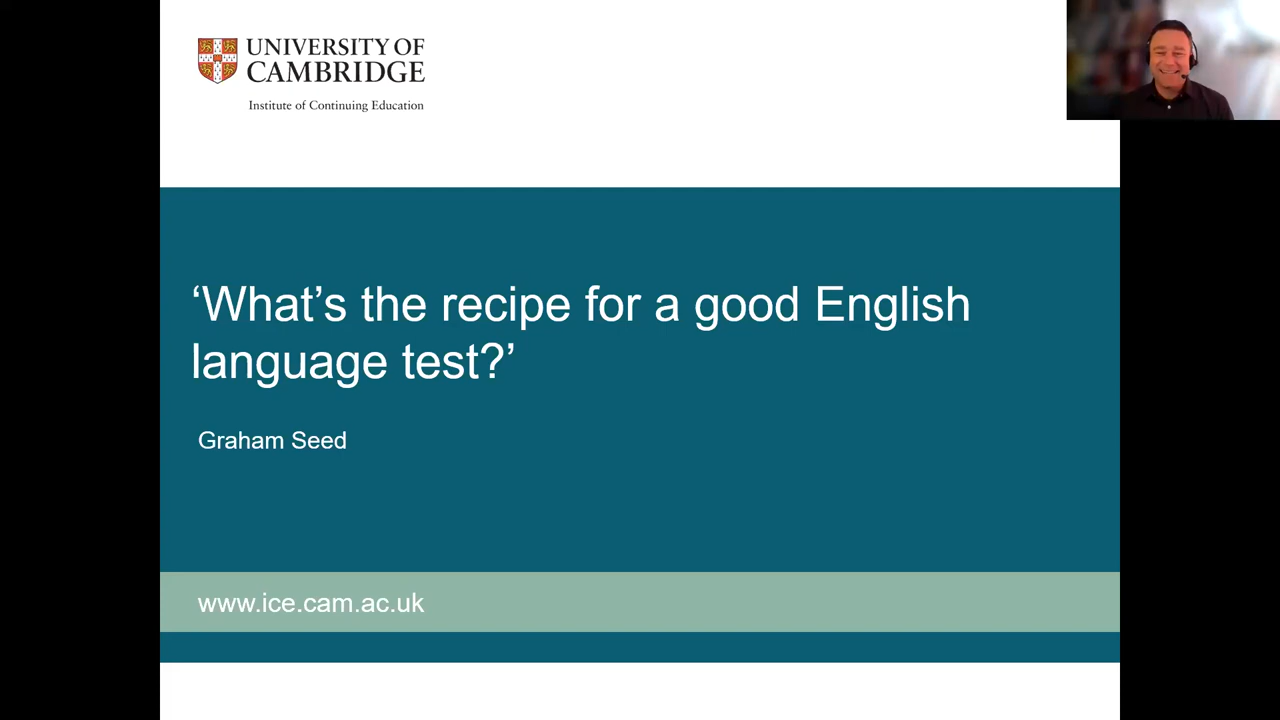 UNIVERSITY OF
CAMBRIDGE
Institute of Continuing Education
‘What’s the recipe for a good English
language test?’
Graham Seed
www.ice.cam.ac.uk